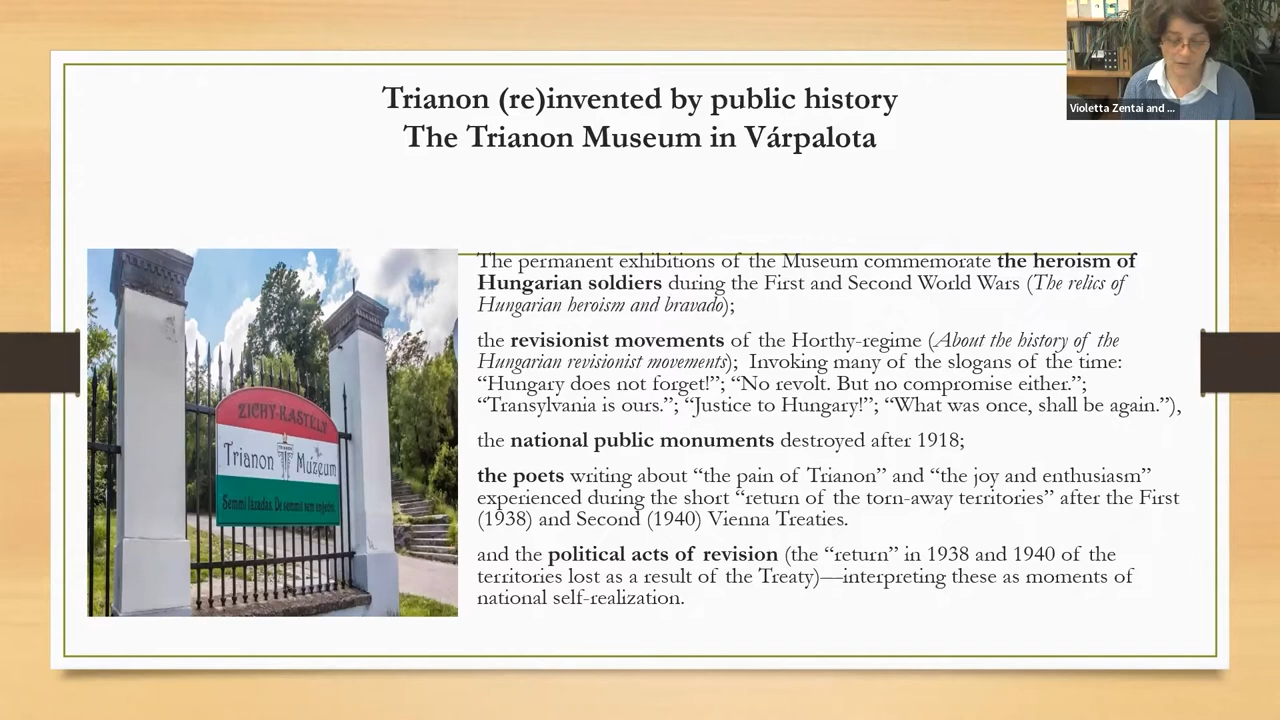 Trianon (re)invented by public history
The Trianon Museum in Várpalota
Violetta Zentai and ...
ZICHY-KASTÉLY
Trianon Múzeum
Semmi lázadás. De semmi sem enyedés.
The permanent exhibitions of the Museum commemorate the heroism of
Hungarian soldiers during the First and Second World Wars (The relics of
Hungarian heroism and bravado);
the revisionist movements of the Horthy-regime (About the history of the
Hungarian revisionist movements); Invoking many of the slogans of the time:
“Hungary does not forget!”; “No revolt. But no compromise either.”;
“Transylvania is ours.”; “Justice to Hungary!”; “What was once, shall be again.”),
the national public monuments destroyed after 1918;
the poets writing about “the pain of Trianon” and “the joy and enthusiasm”
experienced during the short “return of the torn-away territories” after the First
(1938) and Second (1940) Vienna Treaties.
and the political acts of revision (the “return” in 1938 and 1940 of the
territories lost as a result of the Treaty)—interpreting these as moments of
national self-realization.